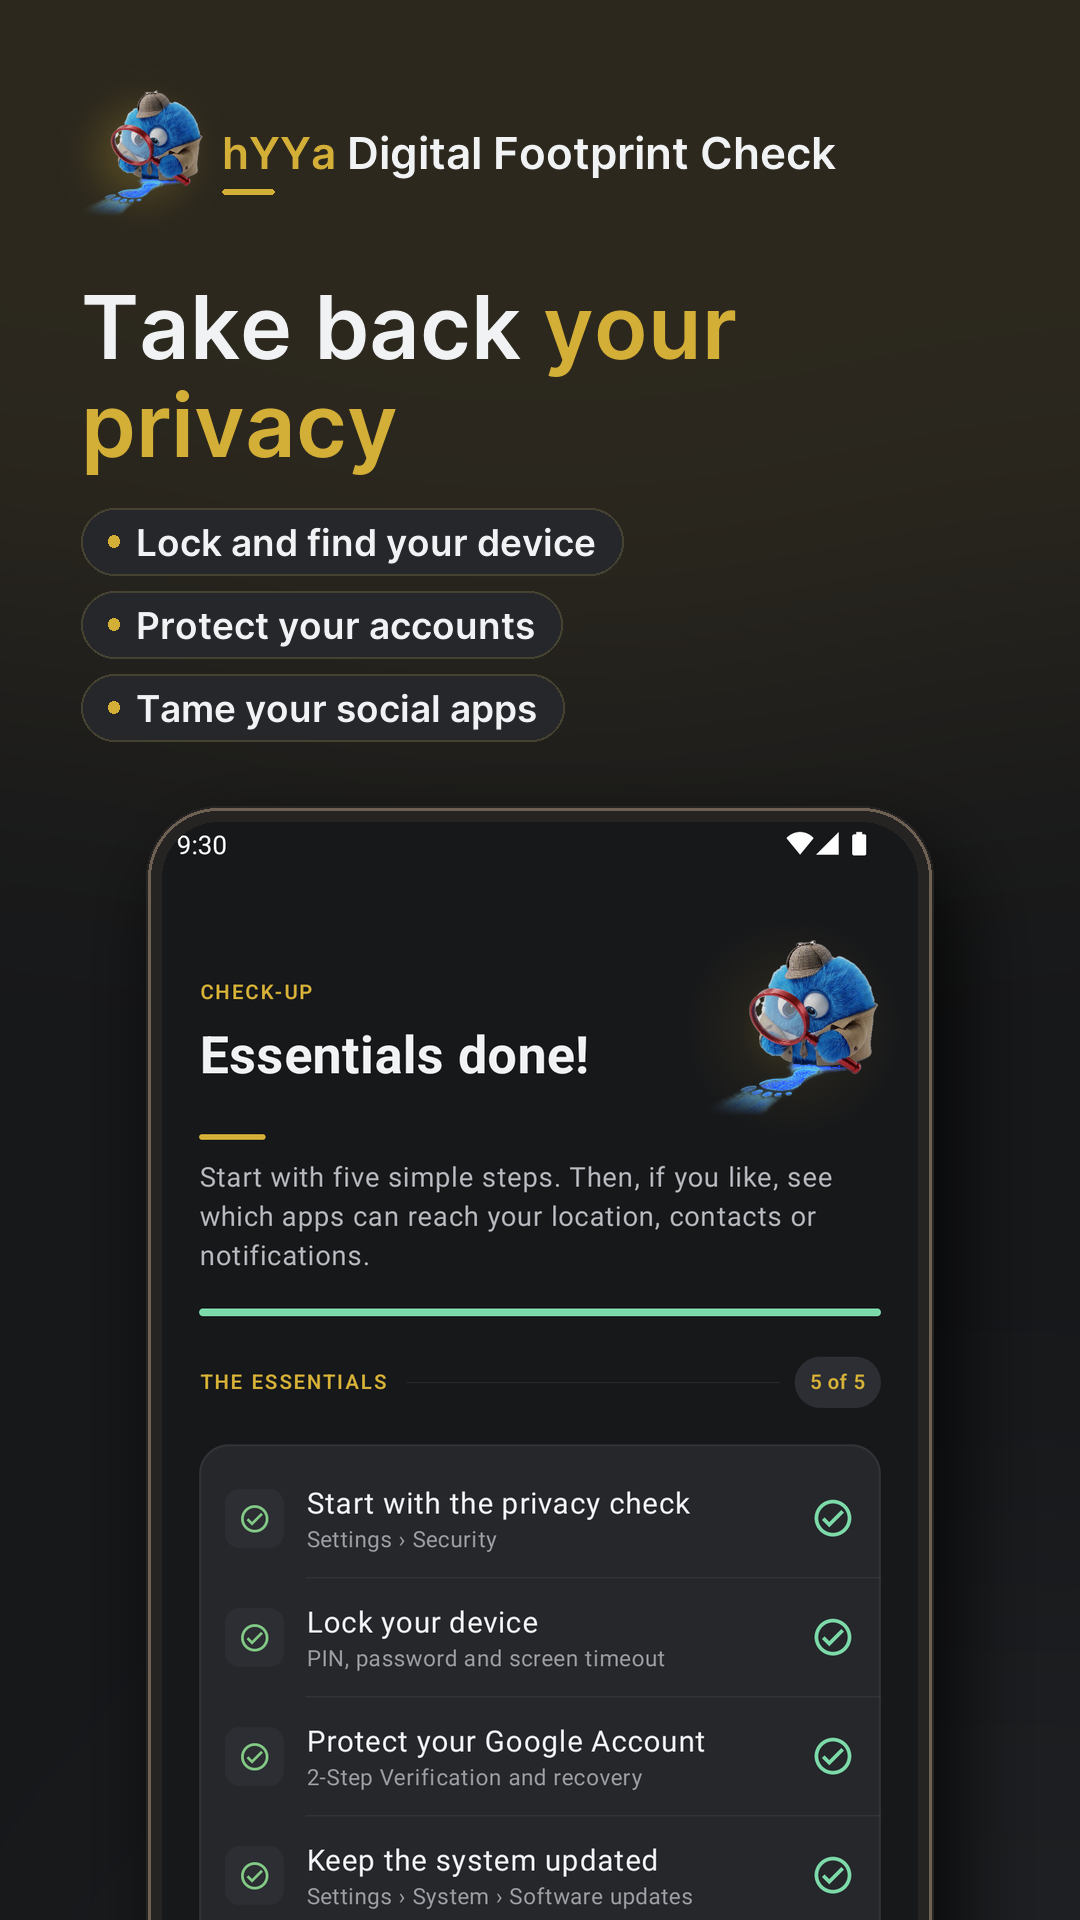 hYYa Digital Footprint Check
Take back your
privacy
Lock and find your device
Protect your accounts
Tame your social apps
9:30
CHECK-UP
Essentials done!
Start with five simple steps. Then, if you like, see
which apps can reach your location, contacts or
notifications.
THE ESSENTIALS
5 of 5
Start with the privacy check
Settings › Security
Lock your device
PIN, password and screen timeout
Protect your Google Account
2-Step Verification and recovery
Keep the system updated
Settings › System › Software updates